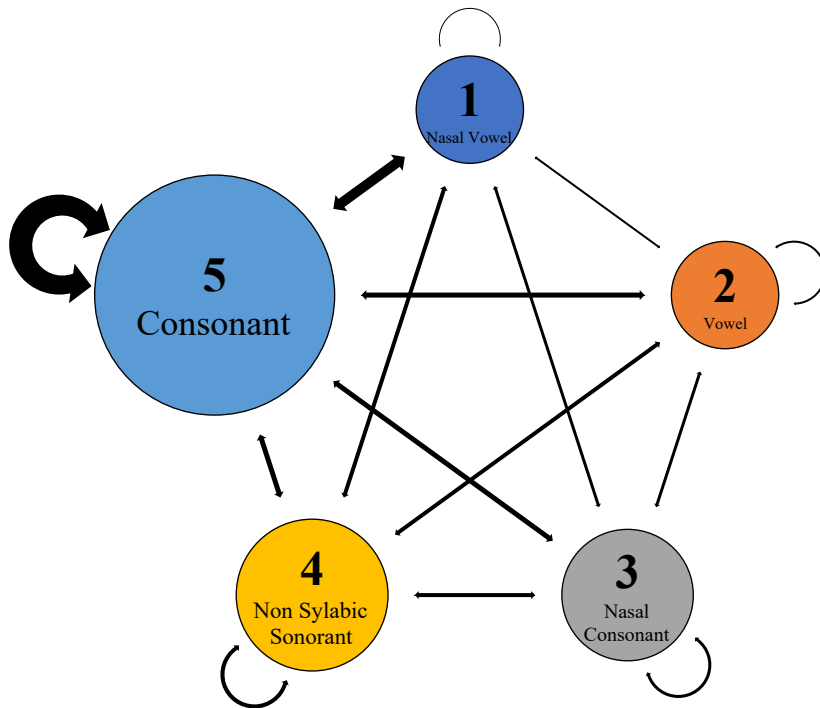 1
Nasal Vowel
2
Vowel
3
Nasal
Consonant
4
Non Sylabic
Sonorant
5
Consonant